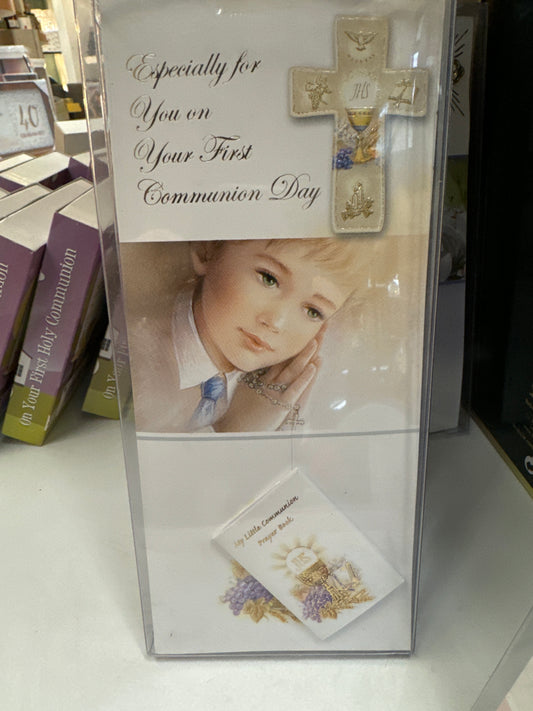 Especially for
You on
Your First
Communion Day
IHS
40
On Your First Holy Communion
My Little Communion
Prayer Book
IHS